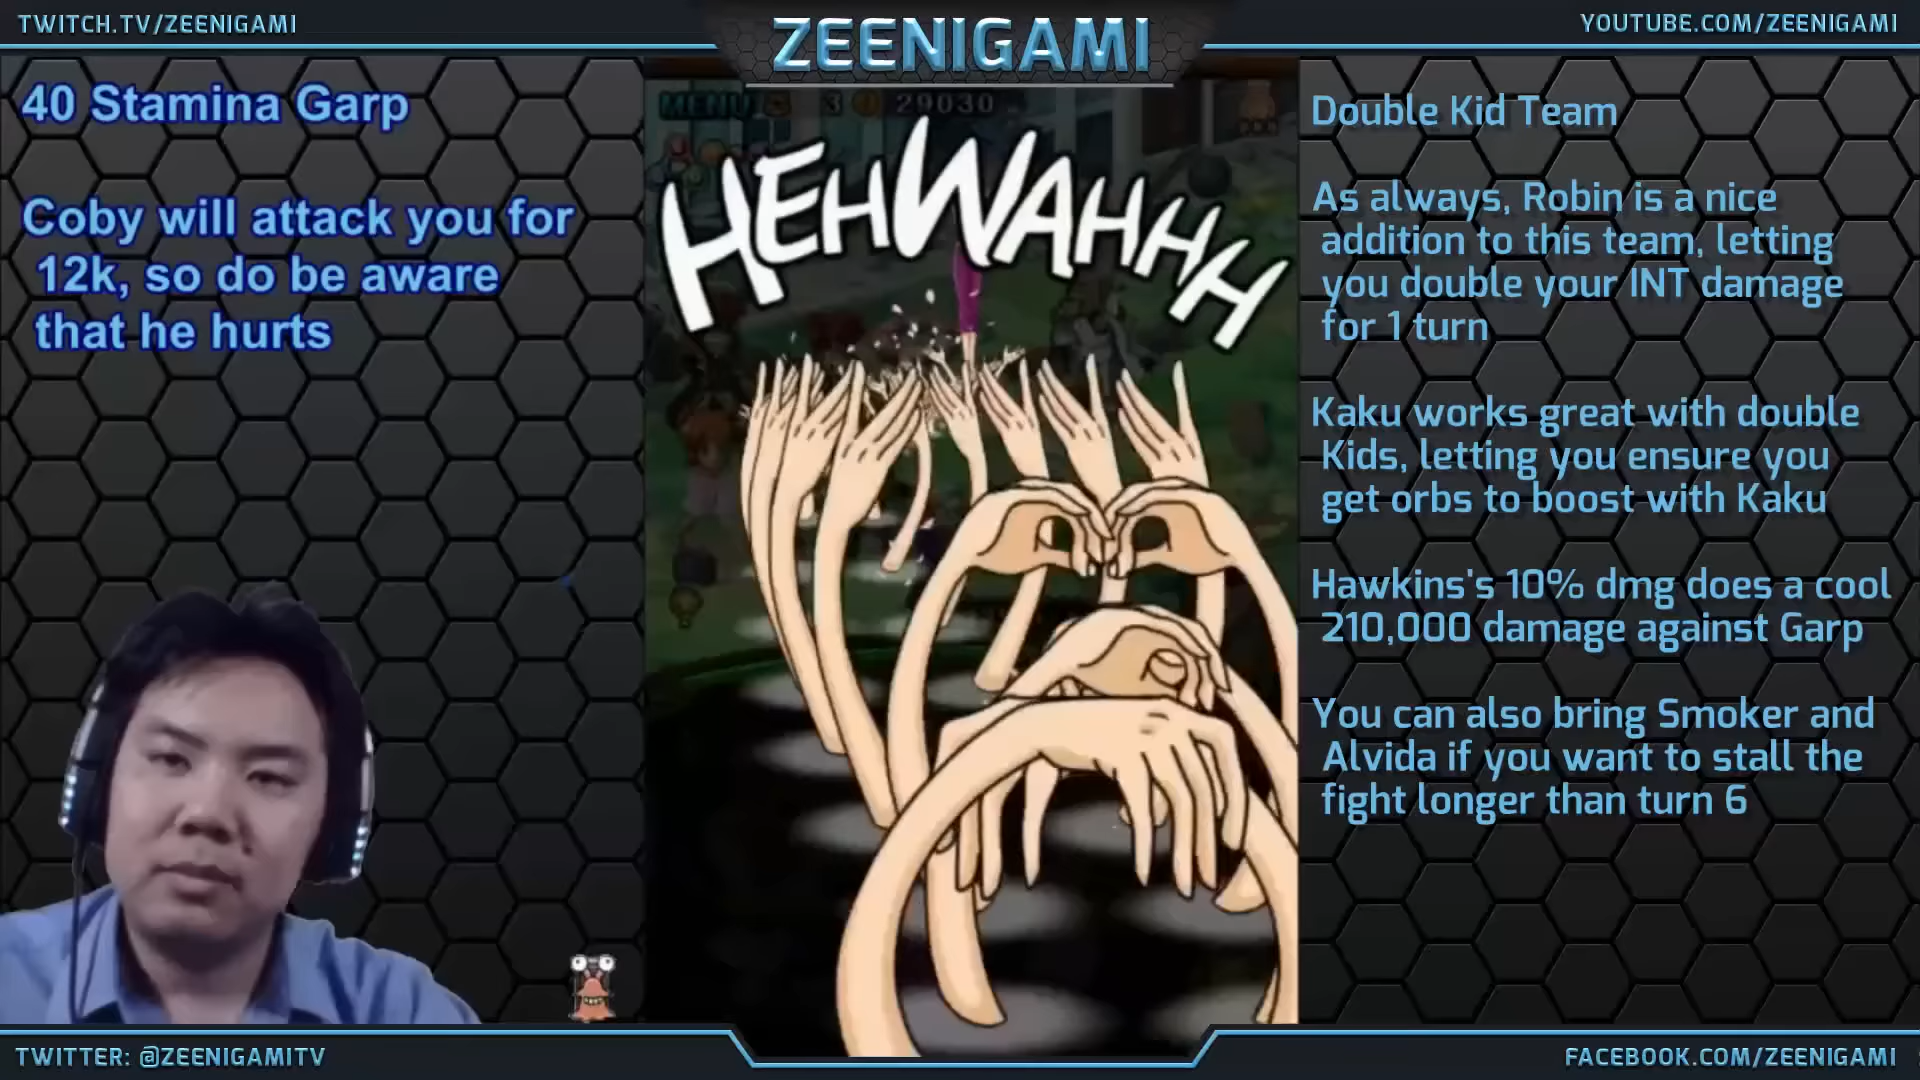 TWITCH.TV/ZEENIGAMI
ZEENIGAMI
YOUTUBE.COM/ZEENIGAMI
40 Stamina Garp
Coby will attack you for
12k, so do be aware
that he hurts
MENU 3 29030
HEHWAHHH
Double Kid Team
As always, Robin is a nice
addition to this team, letting
you double your INT damage
for 1 turn
Kaku works great with double
Kids, letting you ensure you
get orbs to boost with Kaku
Hawkins's 10% dmg does a cool
210,000 damage against Garp
You can also bring Smoker and
Alvida if you want to stall the
fight longer than turn 6
TWITTER: @ZEENIGAMITV
FACEBOOK.COM/ZEENIGAMI